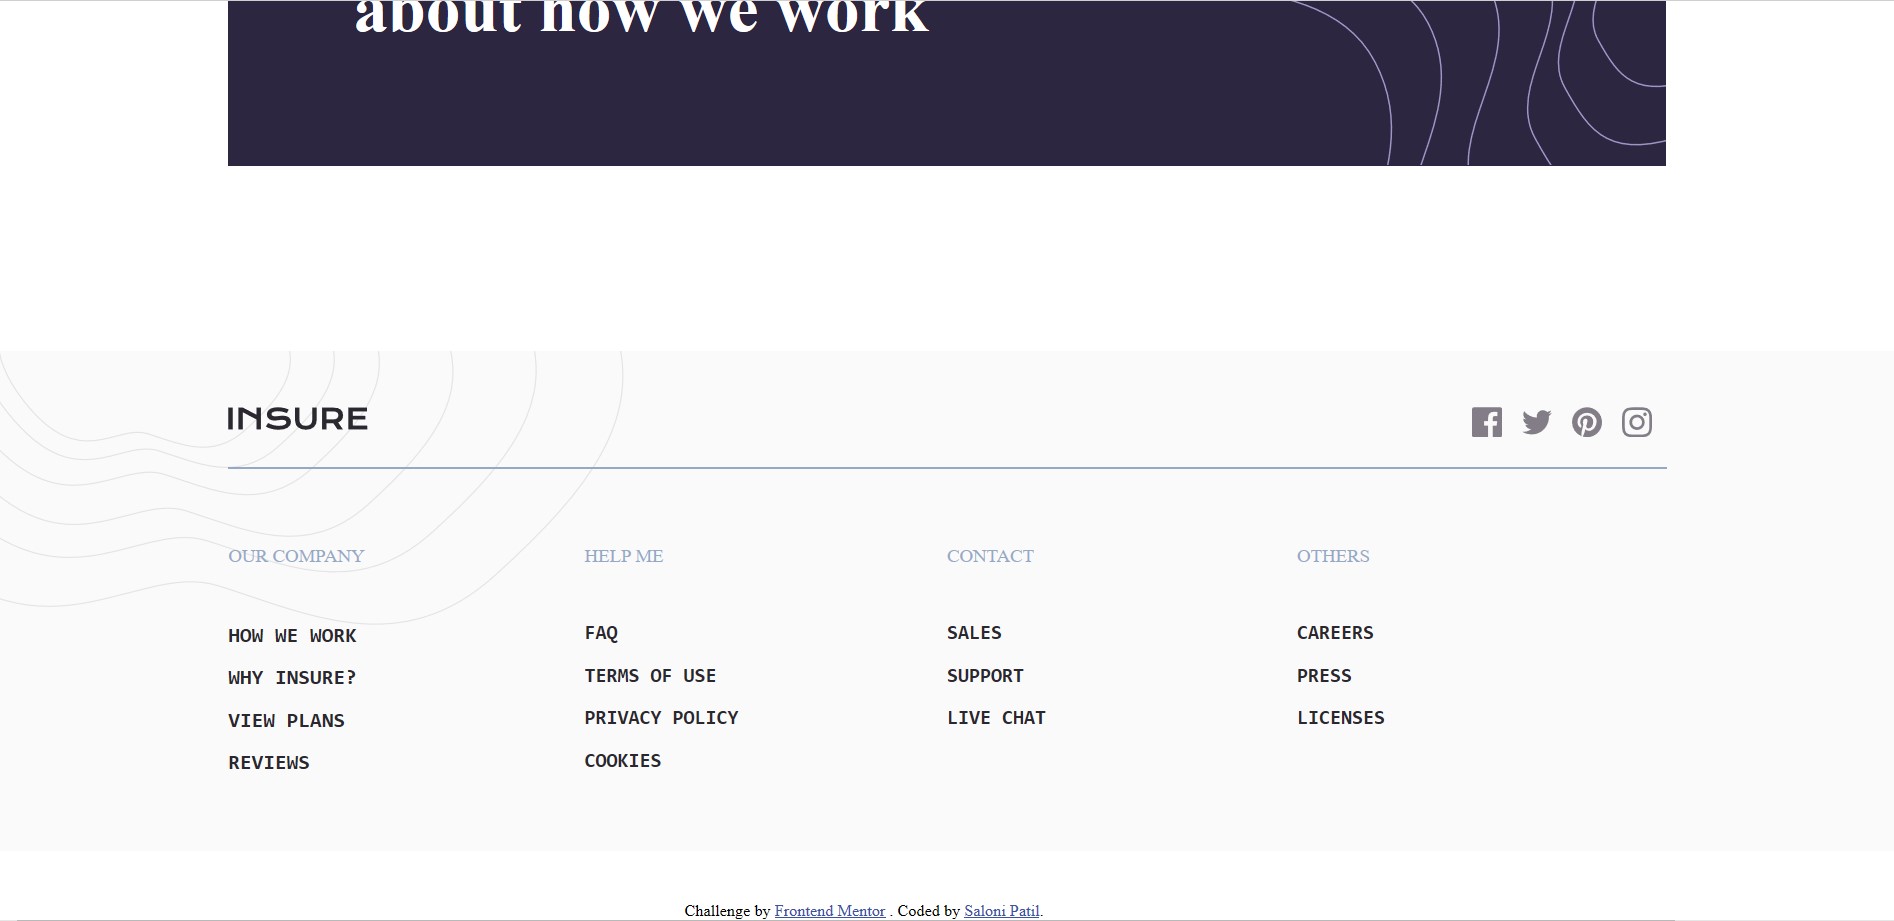 about how we work
INSURE
OUR COMPANY
HOW WE WORK
WHY INSURE?
VIEW PLANS
REVIEWS
HELP ME
FAQ
TERMS OF USE
PRIVACY POLICY
COOKIES
CONTACT
SALES
SUPPORT
LIVE CHAT
OTHERS
CAREERS
PRESS
LICENSES
Challenge by Frontend Mentor . Coded by Saloni Patil.